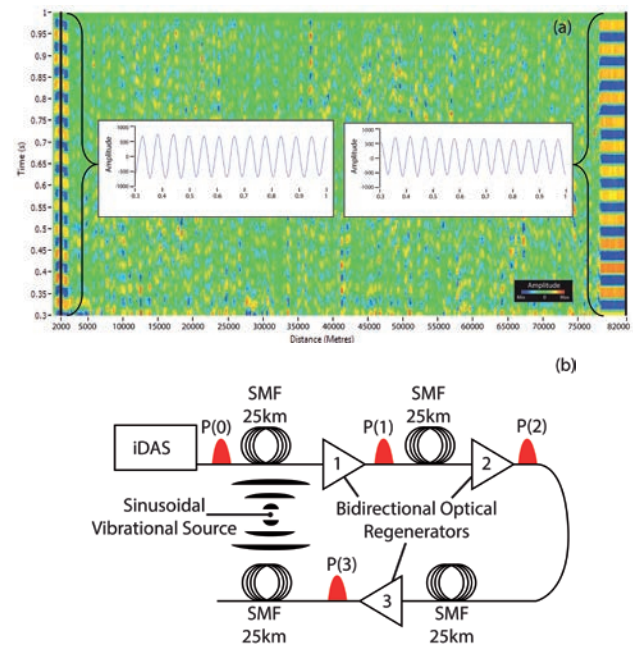 (a)
Time (s)
1
0.95
0.9
0.85
0.8
0.75
0.7
0.65
0.6
0.55
0.5
0.45
0.4
0.35
0.3
Amplitude
1000
500
0
-500
-1000
0.3 0.4 0.5 0.6 0.7 0.8 0.9 1
Amplitude
1000
500
0
-500
-1000
0.3 0.4 0.5 0.6 0.7 0.8 0.9 1
Amplitude
0
2000 5000 10000 15000 20000 25000 30000 35000 40000 45000 50000 55000 60000 65000 70000 75000 82000
Distance (Metres)
(b)
SMF
25km
SMF
25km
P(0)
P(1)
P(2)
iDAS
1
2
Sinusoidal
Vibrational Source
Bidirectional Optical
Regenerators
P(3)
3
SMF
25km
SMF
25km